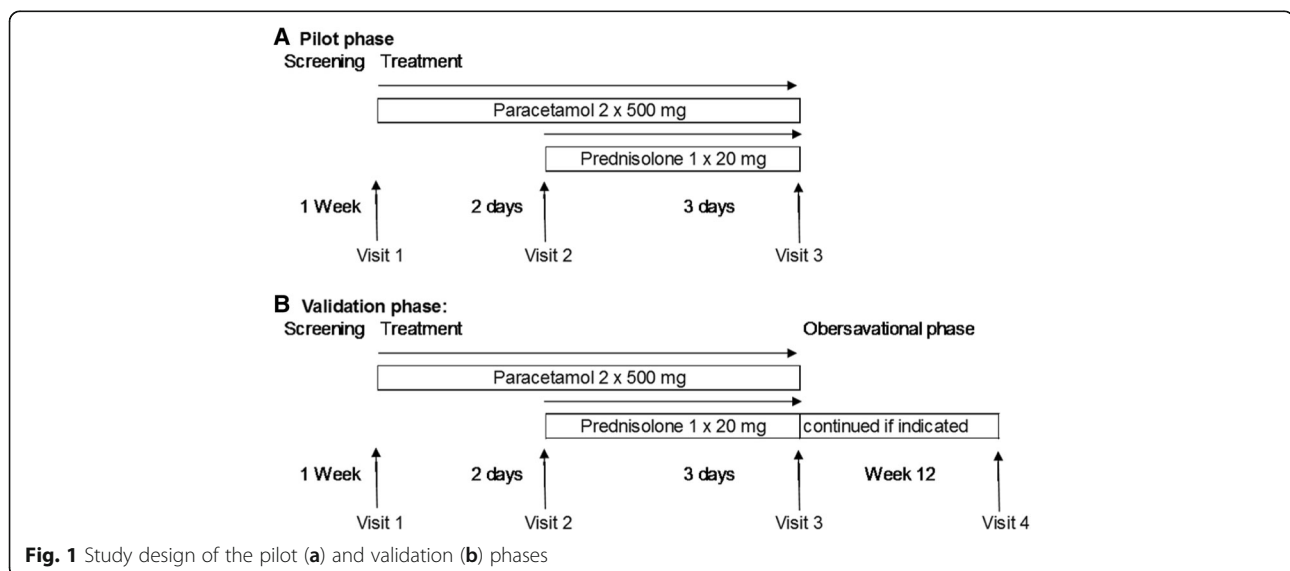 A Pilot phase
Screening Treatment
Paracetamol 2 x 500 mg
Prednisolone 1 x 20 mg
1 Week 2 days 3 days
Visit 1 Visit 2 Visit 3
B Validation phase:
Screening Treatment Obersavational phase
Paracetamol 2 x 500 mg
Prednisolone 1 x 20 mg continued if indicated
1 Week 2 days 3 days Week 12
Visit 1 Visit 2 Visit 3 Visit 4
Fig. 1 Study design of the pilot (a) and validation (b) phases